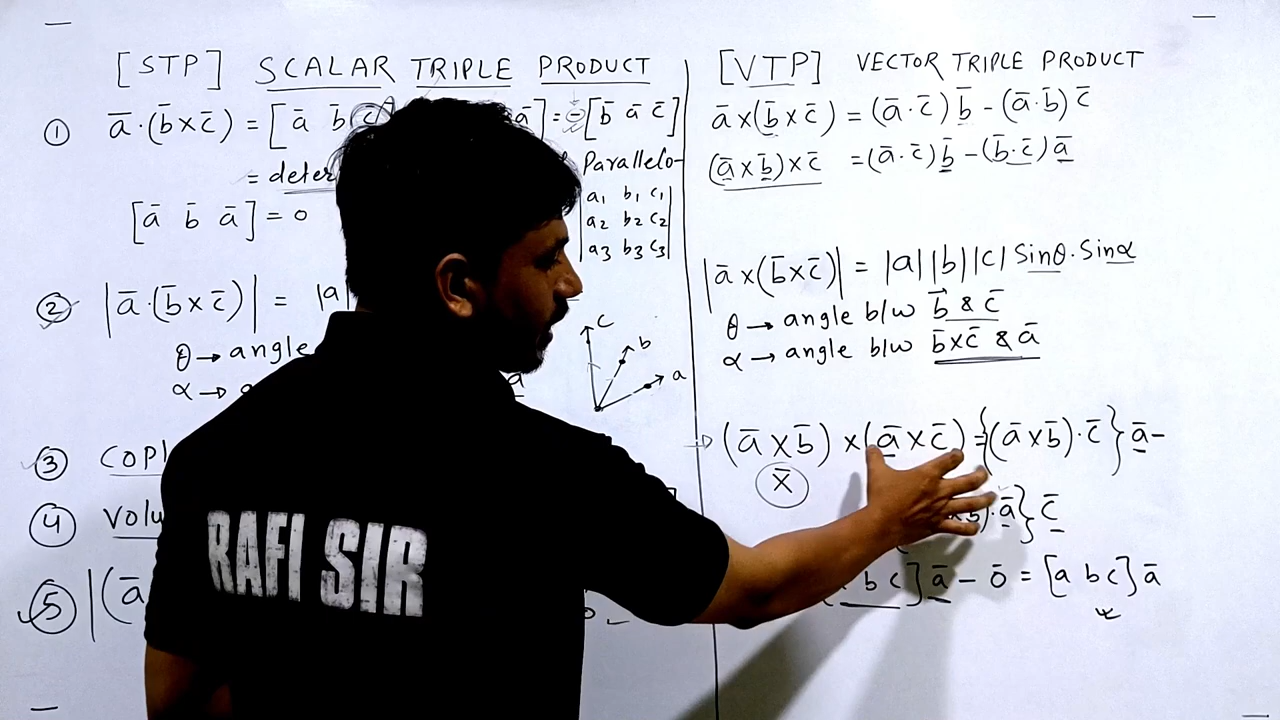 [STP] SCALAR TRIPLE PRODUCT
① ā·(b̄×c̄) = [ā b̄ c̄ ā] = ⊖[b̄ ā c̄]
= deter Parallelo-
a₁ b₁ c₁
a₂ b₂ c₂
a₃ b₃ c₃
[ā b̄ ā] = 0
② |ā·(b̄×c̄)| = |a|
θ → angle
α → a
c
b
a
③ COPL
④ Volu
⑤ |(ā
[VTP] VECTOR TRIPLE PRODUCT
ā×(b̄×c̄) = (ā·c̄)b̄ - (ā·b̄)c̄
(ā×b̄)×c̄ = (ā·c̄)b̄ - (b̄·c̄)ā
|ā×(b̄×c̄)| = |a||b||c| Sinθ·Sinα
θ → angle b/w b⃗ & c̄
α → angle b/w b̄×c̄ & ā
→ (ā×b̄)×(ā×c̄) = {(ā×b̄)·c̄}ā -
x̄
b)·ā}c̄
b c]ā - ō = [a b c]ā
RAFI SIR